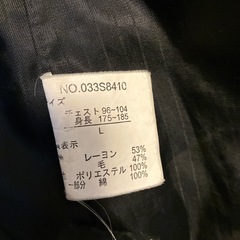 NO.033S8410
イズ
チェスト 96~104
身長 175~185
L
表示
レーヨン 53%
毛 47%
ポリエステル 100%
一部分 綿 100%